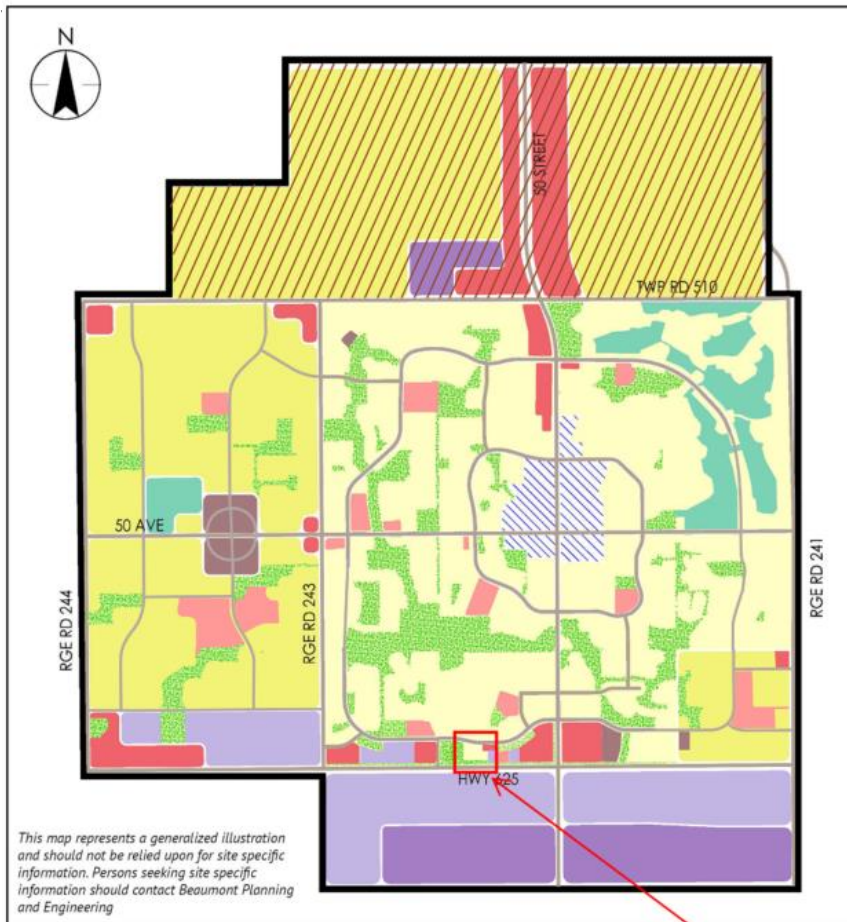 N
50 STREET
TWP RD 510
50 AVE
RGE RD 244
RGE RD 243
RGE RD 241
HWY 625
This map represents a generalized illustration
and should not be relied upon for site specific
information. Persons seeking site specific
information should contact Beaumont Planning
and Engineering